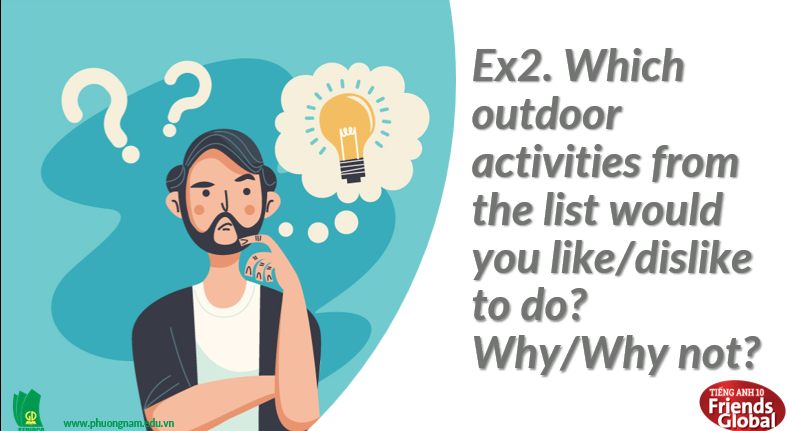 Ex2. Which
outdoor
activities from
the list would
you like/dislike
to do?
Why/Why not?
www.phuongnam.edu.vn
TIẾNG ANH 10
Friends
Global